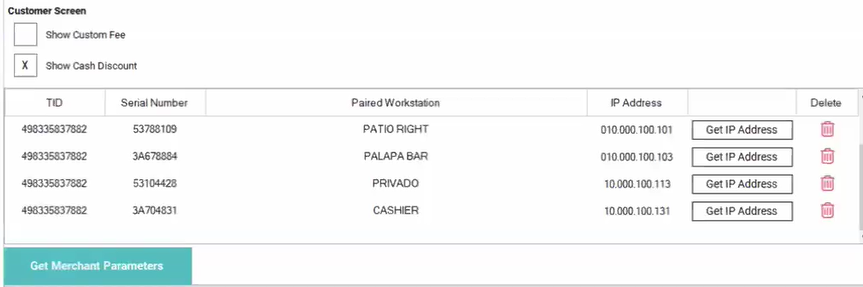 Customer Screen
Show Custom Fee
X Show Cash Discount
TID Serial Number Paired Workstation IP Address Delete
498335837882 53788109 PATIO RIGHT 010.000.100.101 Get IP Address
498335837882 3A678884 PALAPA BAR 010.000.100.103 Get IP Address
498335837882 53104428 PRIVADO 10.000.100.113 Get IP Address
498335837882 3A704831 CASHIER 10.000.100.131 Get IP Address
Get Merchant Parameters